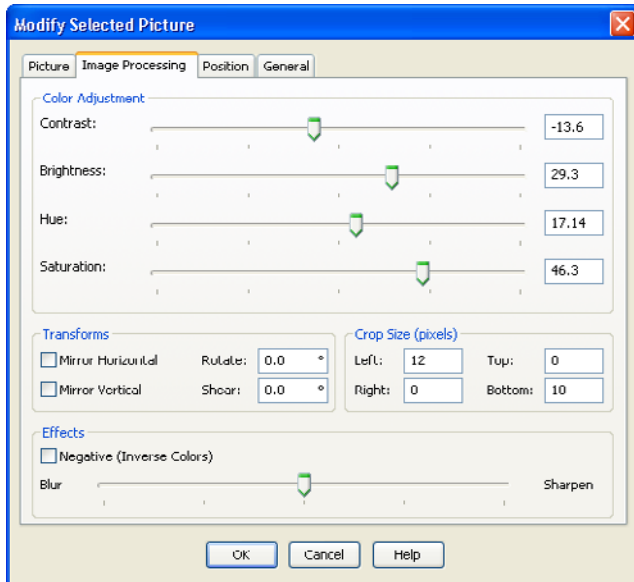 Modify Selected Picture
Picture Image Processing Position General
Color Adjustment
Contrast: -13.6
Brightness: 29.3
Hue: 17.14
Saturation: 46.3
Transforms Crop Size (pixels)
Mirror Horizontal Rotate: 0.0 ° Left: 12 Top: 0
Mirror Vertical Shear: 0.0 ° Right: 0 Bottom: 10
Effects
Negative (Inverse Colors)
Blur Sharpen
OK Cancel Help